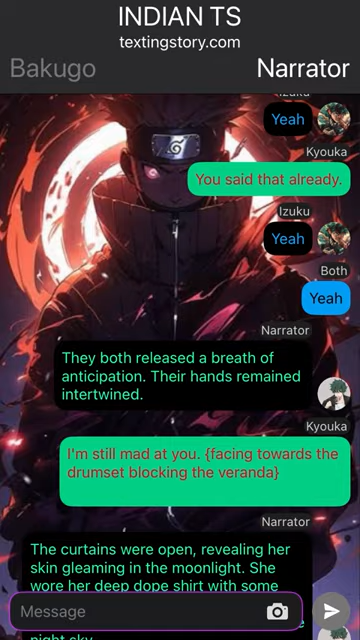 INDIAN TS
textingstory.com
Bakugo
Narrator
Izuku
Yeah
Kyouka
You said that already.
Izuku
Yeah
Both
Yeah
Narrator
They both released a breath of
anticipation. Their hands remained
intertwined.
Kyouka
I'm still mad at you. {facing towards the
drumset blocking the veranda}
Narrator
The curtains were open, revealing her
skin gleaming in the moonlight. She
wore her deep dope shirt with some
Message
night sky